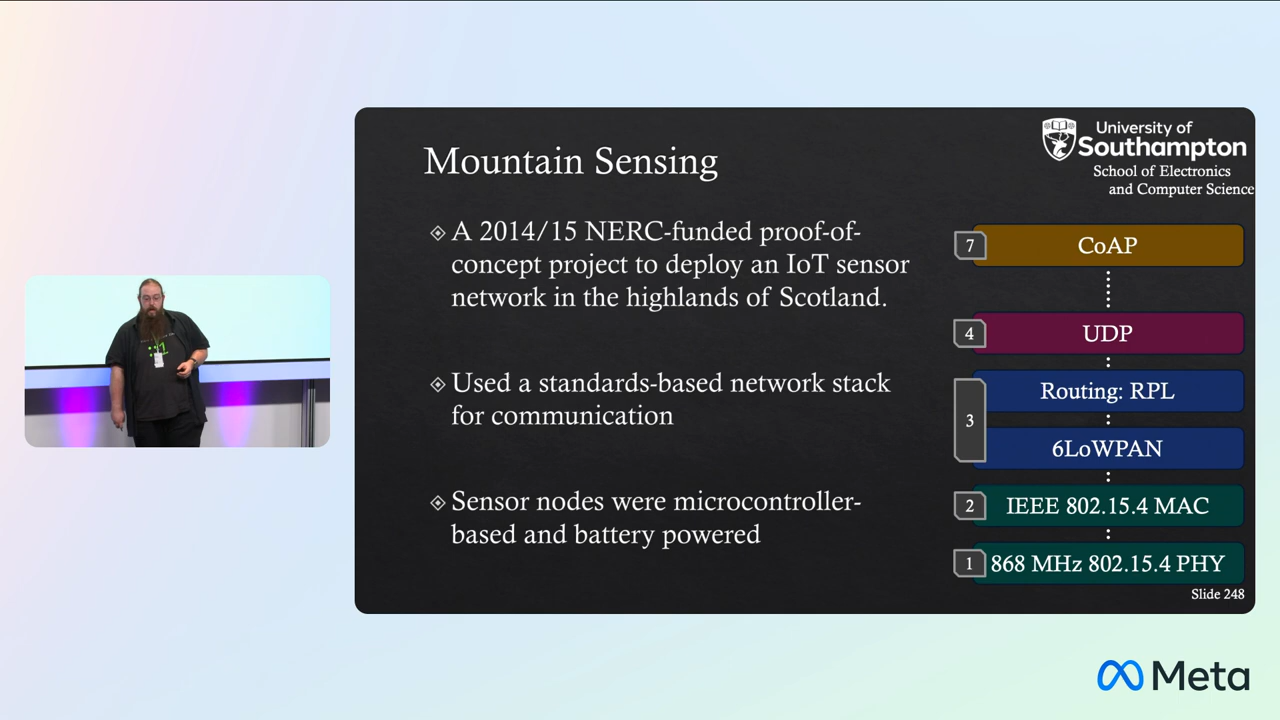 University of
Southampton
School of Electronics
and Computer Science
Mountain Sensing
A 2014/15 NERC-funded proof-of-
concept project to deploy an IoT sensor
network in the highlands of Scotland.
Used a standards-based network stack
for communication
Sensor nodes were microcontroller-
based and battery powered
7
CoAP
4
UDP
3
Routing: RPL
6LoWPAN
2
IEEE 802.15.4 MAC
1
868 MHz 802.15.4 PHY
Slide 248
Meta